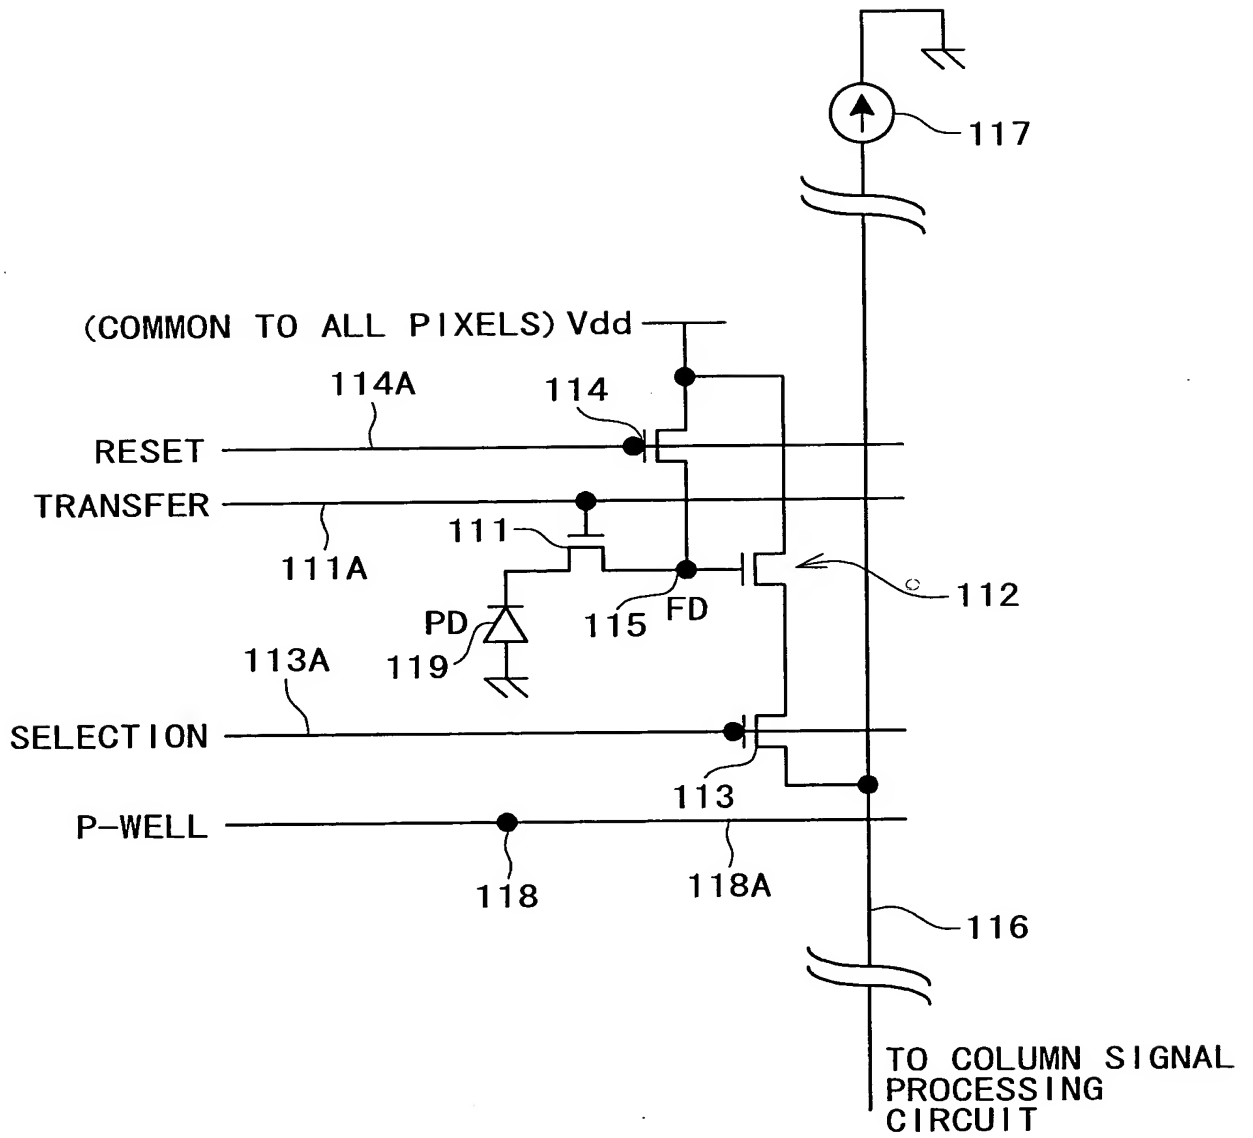 117
(COMMON TO ALL PIXELS) Vdd
114A
114
RESET
TRANSFER
111
111A
112
PD
115
FD
119
113A
SELECTION
113
P-WELL
118
118A
116
TO COLUMN SIGNAL
PROCESSING
CIRCUIT